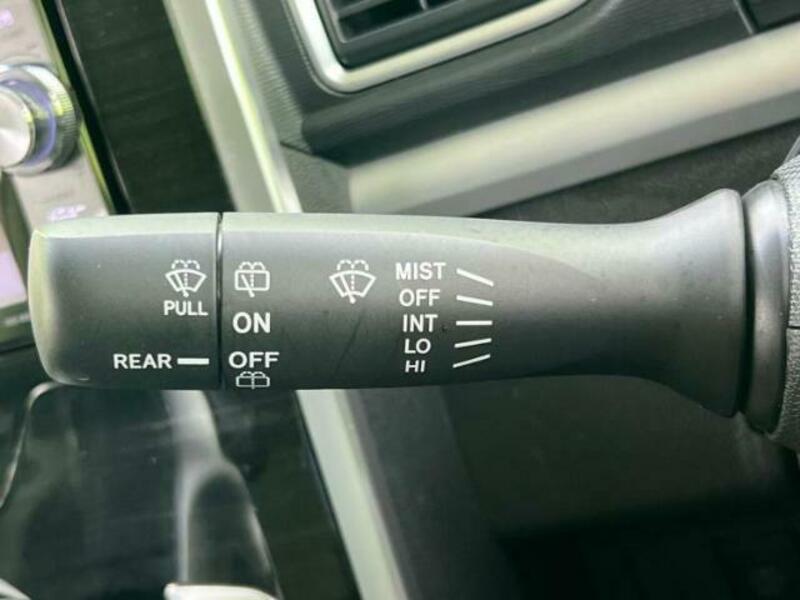 PULL
REAR
ON
OFF
MIST
OFF
INT
LO
HI